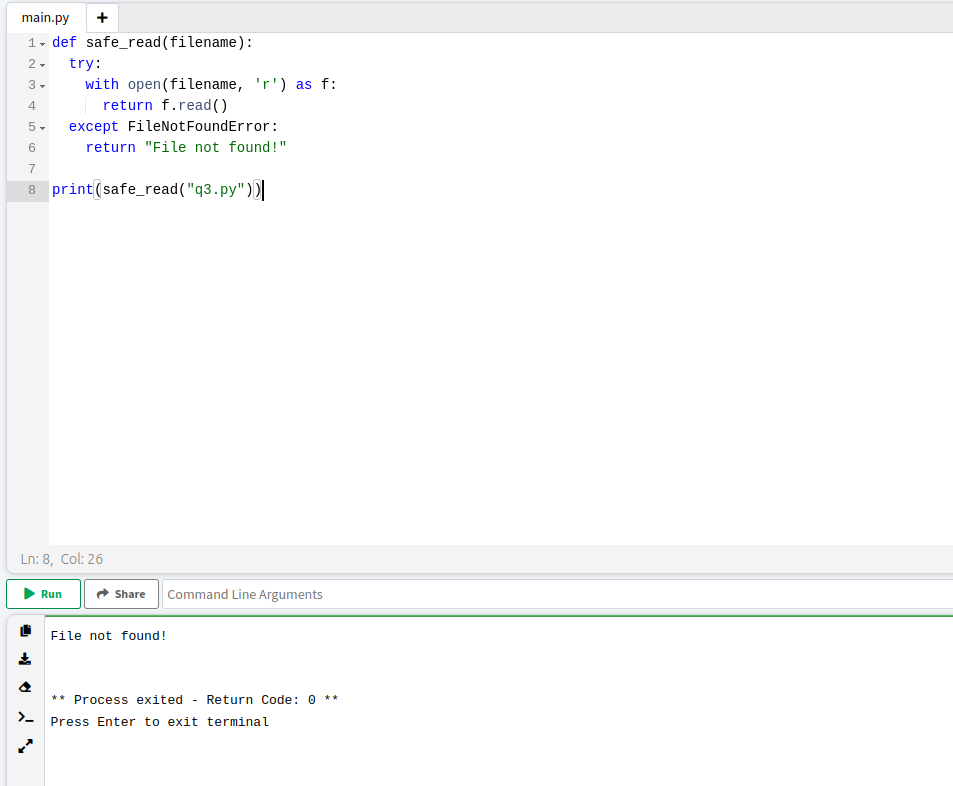 main.py +
1 def safe_read(filename):
2   try:
3     with open(filename, 'r') as f:
4       return f.read()
5   except FileNotFoundError:
6     return "File not found!"
7
8 print(safe_read("q3.py"))
Ln: 8, Col: 26
Run Share Command Line Arguments
File not found!
** Process exited - Return Code: 0 **
Press Enter to exit terminal